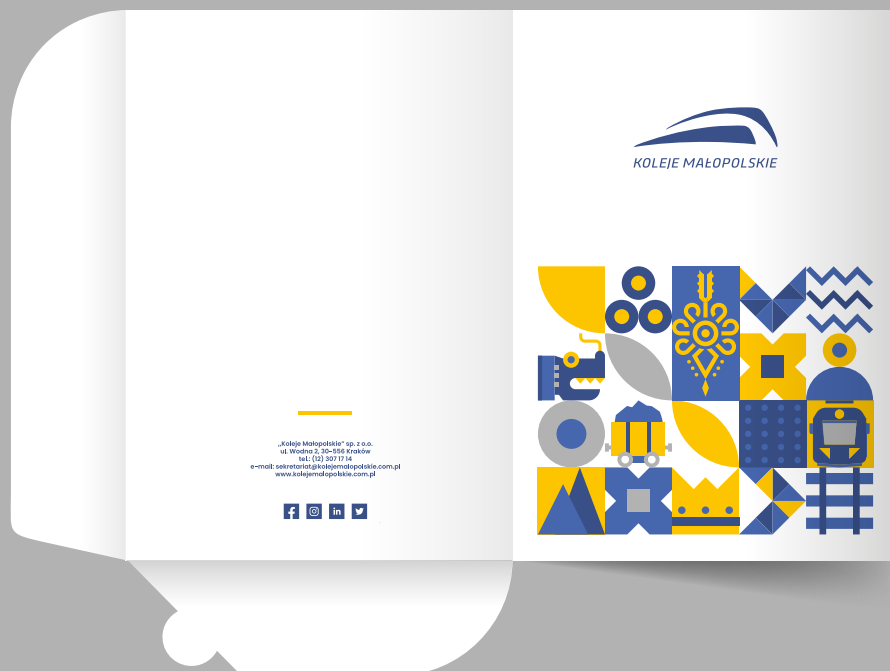 KOLEJE MAŁOPOLSKIE
„Koleje Małopolskie” sp. z o.o.
ul. Wodna 2, 30-556 Kraków
tel.: (12) 307 17 14
e-mail: sekretariat@kolejemalopolskie.com.pl
www.kolejemalopolskie.com.pl
in